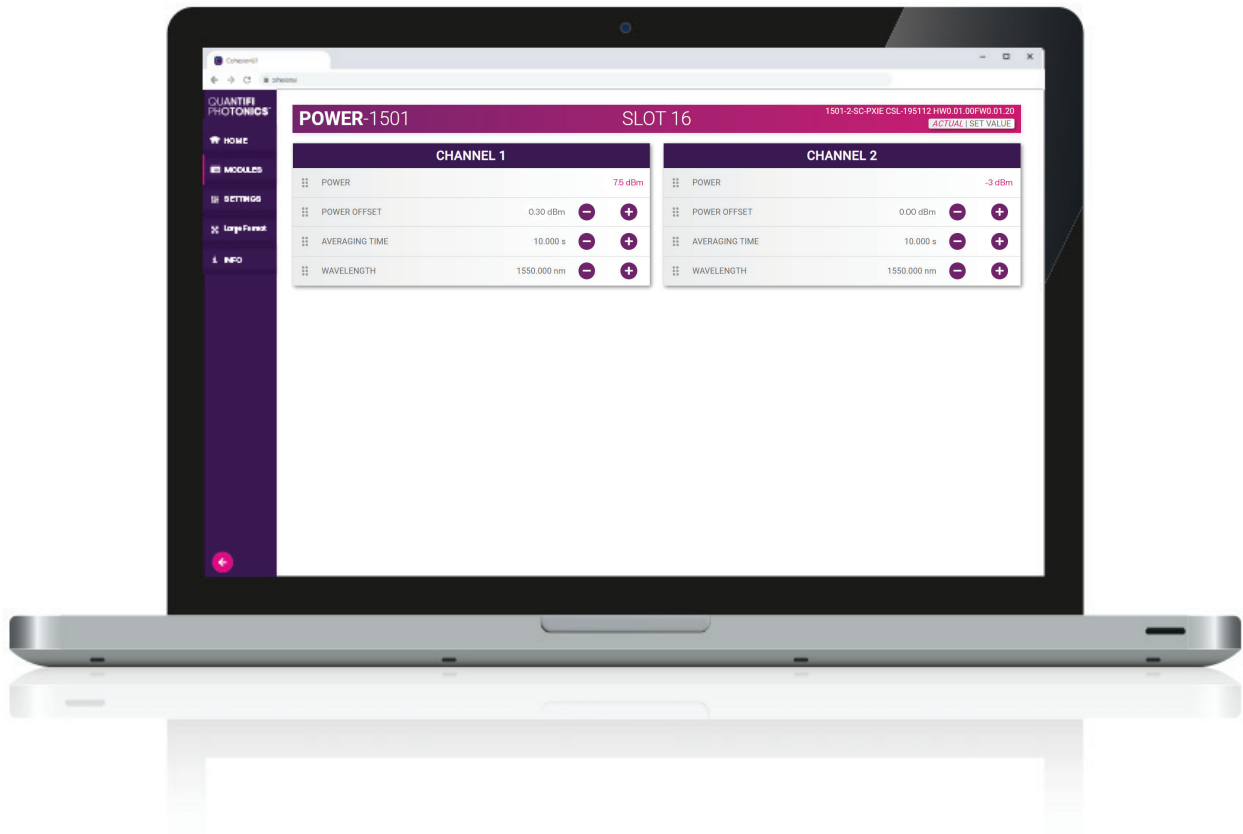 CoherentUI
cohesionui
QUANTIFI
PHOTONICS™
HOME
MODULES
SETTINGS
Large Format
INFO
POWER-1501
SLOT 16
1501-2-SC-PXIE CSL-195112 HW0.01.00FW0.01.20
ACTUAL | SET VALUE
CHANNEL 1
POWER 7.5 dBm
POWER OFFSET 0.30 dBm
AVERAGING TIME 10.000 s
WAVELENGTH 1550.000 nm
CHANNEL 2
POWER -3 dBm
POWER OFFSET 0.00 dBm
AVERAGING TIME 10.000 s
WAVELENGTH 1550.000 nm